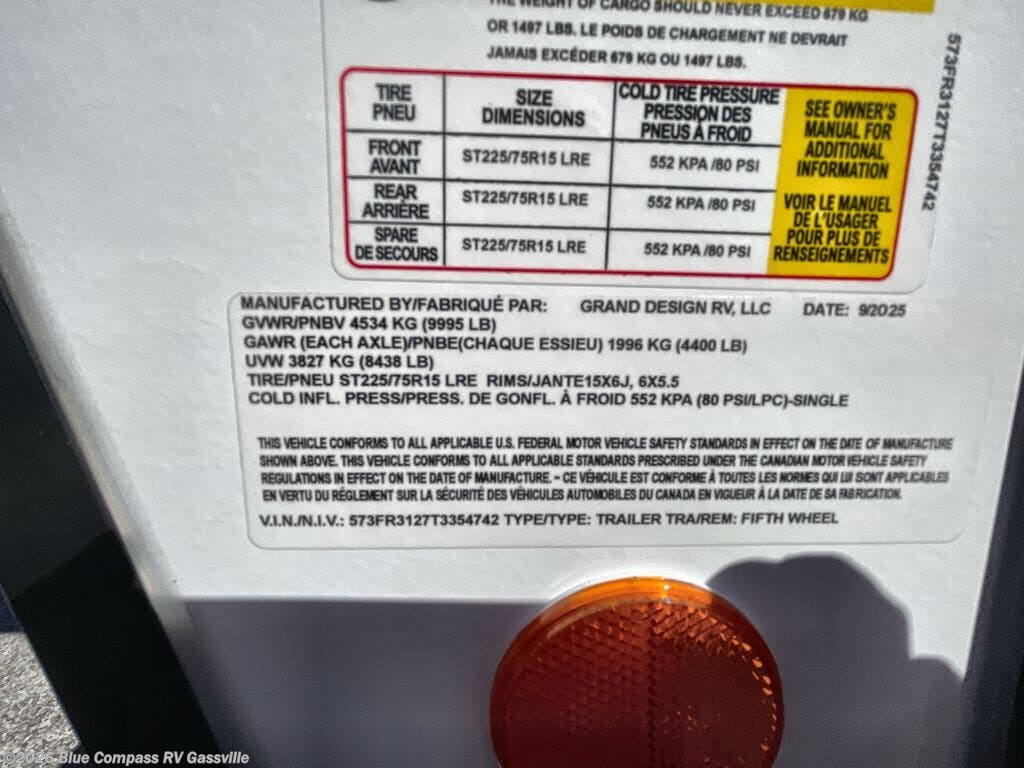 THE WEIGHT OF CARGO SHOULD NEVER EXCEED 679 KG
OR 1497 LBS. LE POIDS DE CHARGEMENT NE DEVRAIT
JAMAIS EXCÉDER 679 KG OU 1497 LBS.
573FR3127T3354742
TIRE
PNEU
SIZE
DIMENSIONS
COLD TIRE PRESSURE
PRESSION DES
PNEUS À FROID
SEE OWNER'S
MANUAL FOR
ADDITIONAL
INFORMATION
VOIR LE MANUEL
DE L'USAGER
POUR PLUS DE
RENSEIGNEMENTS
FRONT
AVANT
ST225/75R15 LRE
552 KPA /80 PSI
REAR
ARRIÈRE
ST225/75R15 LRE
552 KPA /80 PSI
SPARE
DE SECOURS
ST225/75R15 LRE
552 KPA /80 PSI
MANUFACTURED BY/FABRIQUÉ PAR: GRAND DESIGN RV, LLC DATE: 9/2025
GVWR/PNBV 4534 KG (9995 LB)
GAWR (EACH AXLE)/PNBE(CHAQUE ESSIEU) 1996 KG (4400 LB)
UVW 3827 KG (8438 LB)
TIRE/PNEU ST225/75R15 LRE RIMS/JANTE15X6J, 6X5.5
COLD INFL. PRESS/PRESS. DE GONFL. À FROID 552 KPA (80 PSI/LPC)-SINGLE
THIS VEHICLE CONFORMS TO ALL APPLICABLE U.S. FEDERAL MOTOR VEHICLE SAFETY STANDARDS IN EFFECT ON THE DATE OF MANUFACTURE
SHOWN ABOVE. THIS VEHICLE CONFORMS TO ALL APPLICABLE STANDARDS PRESCRIBED UNDER THE CANADIAN MOTOR VEHICLE SAFETY
REGULATIONS IN EFFECT ON THE DATE OF MANUFACTURE. ~ CE VÉHICULE EST CONFORME À TOUTES LES NORMES QUI LUI SONT APPLICABLES
EN VERTU DU RÉGLEMENT SUR LA SÉCURITÉ DES VÉHICULES AUTOMOBILES DU CANADA EN VIGUEUR À LA DATE DE SA FABRICATION.
V.I.N./N.I.V.: 573FR3127T3354742 TYPE/TYPE: TRAILER TRA/REM: FIFTH WHEEL
©2026 Blue Compass RV Gassville